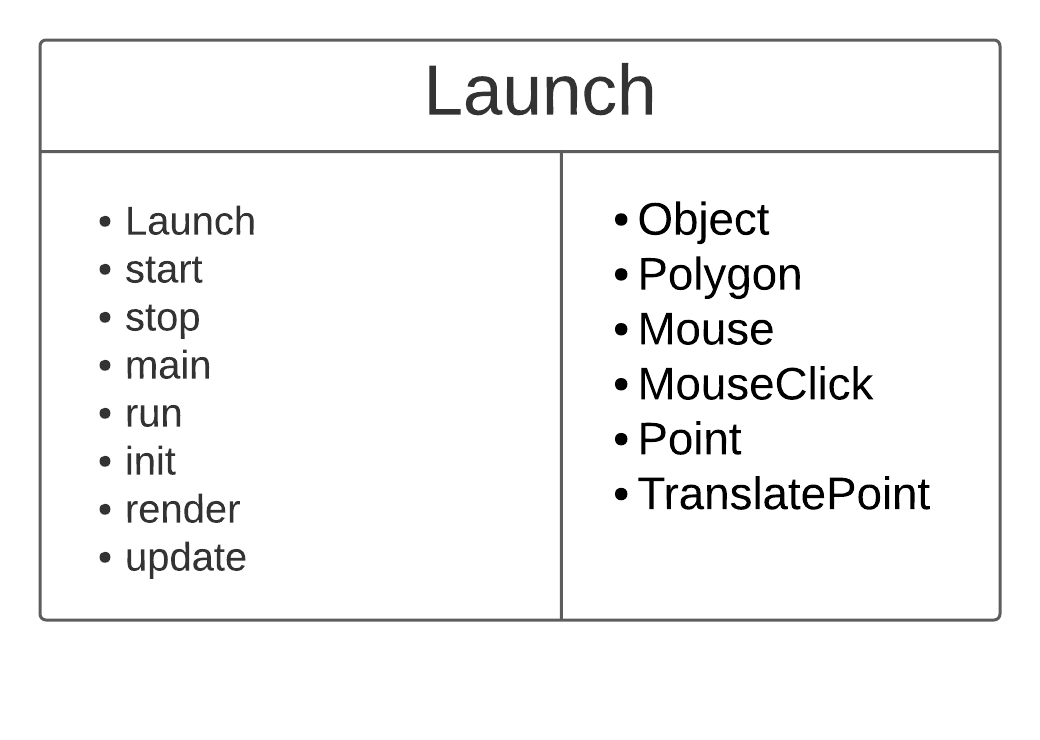 Launch
• Launch
• start
• stop
• main
• run
• init
• render
• update
• Object
• Polygon
• Mouse
• MouseClick
• Point
• TranslatePoint